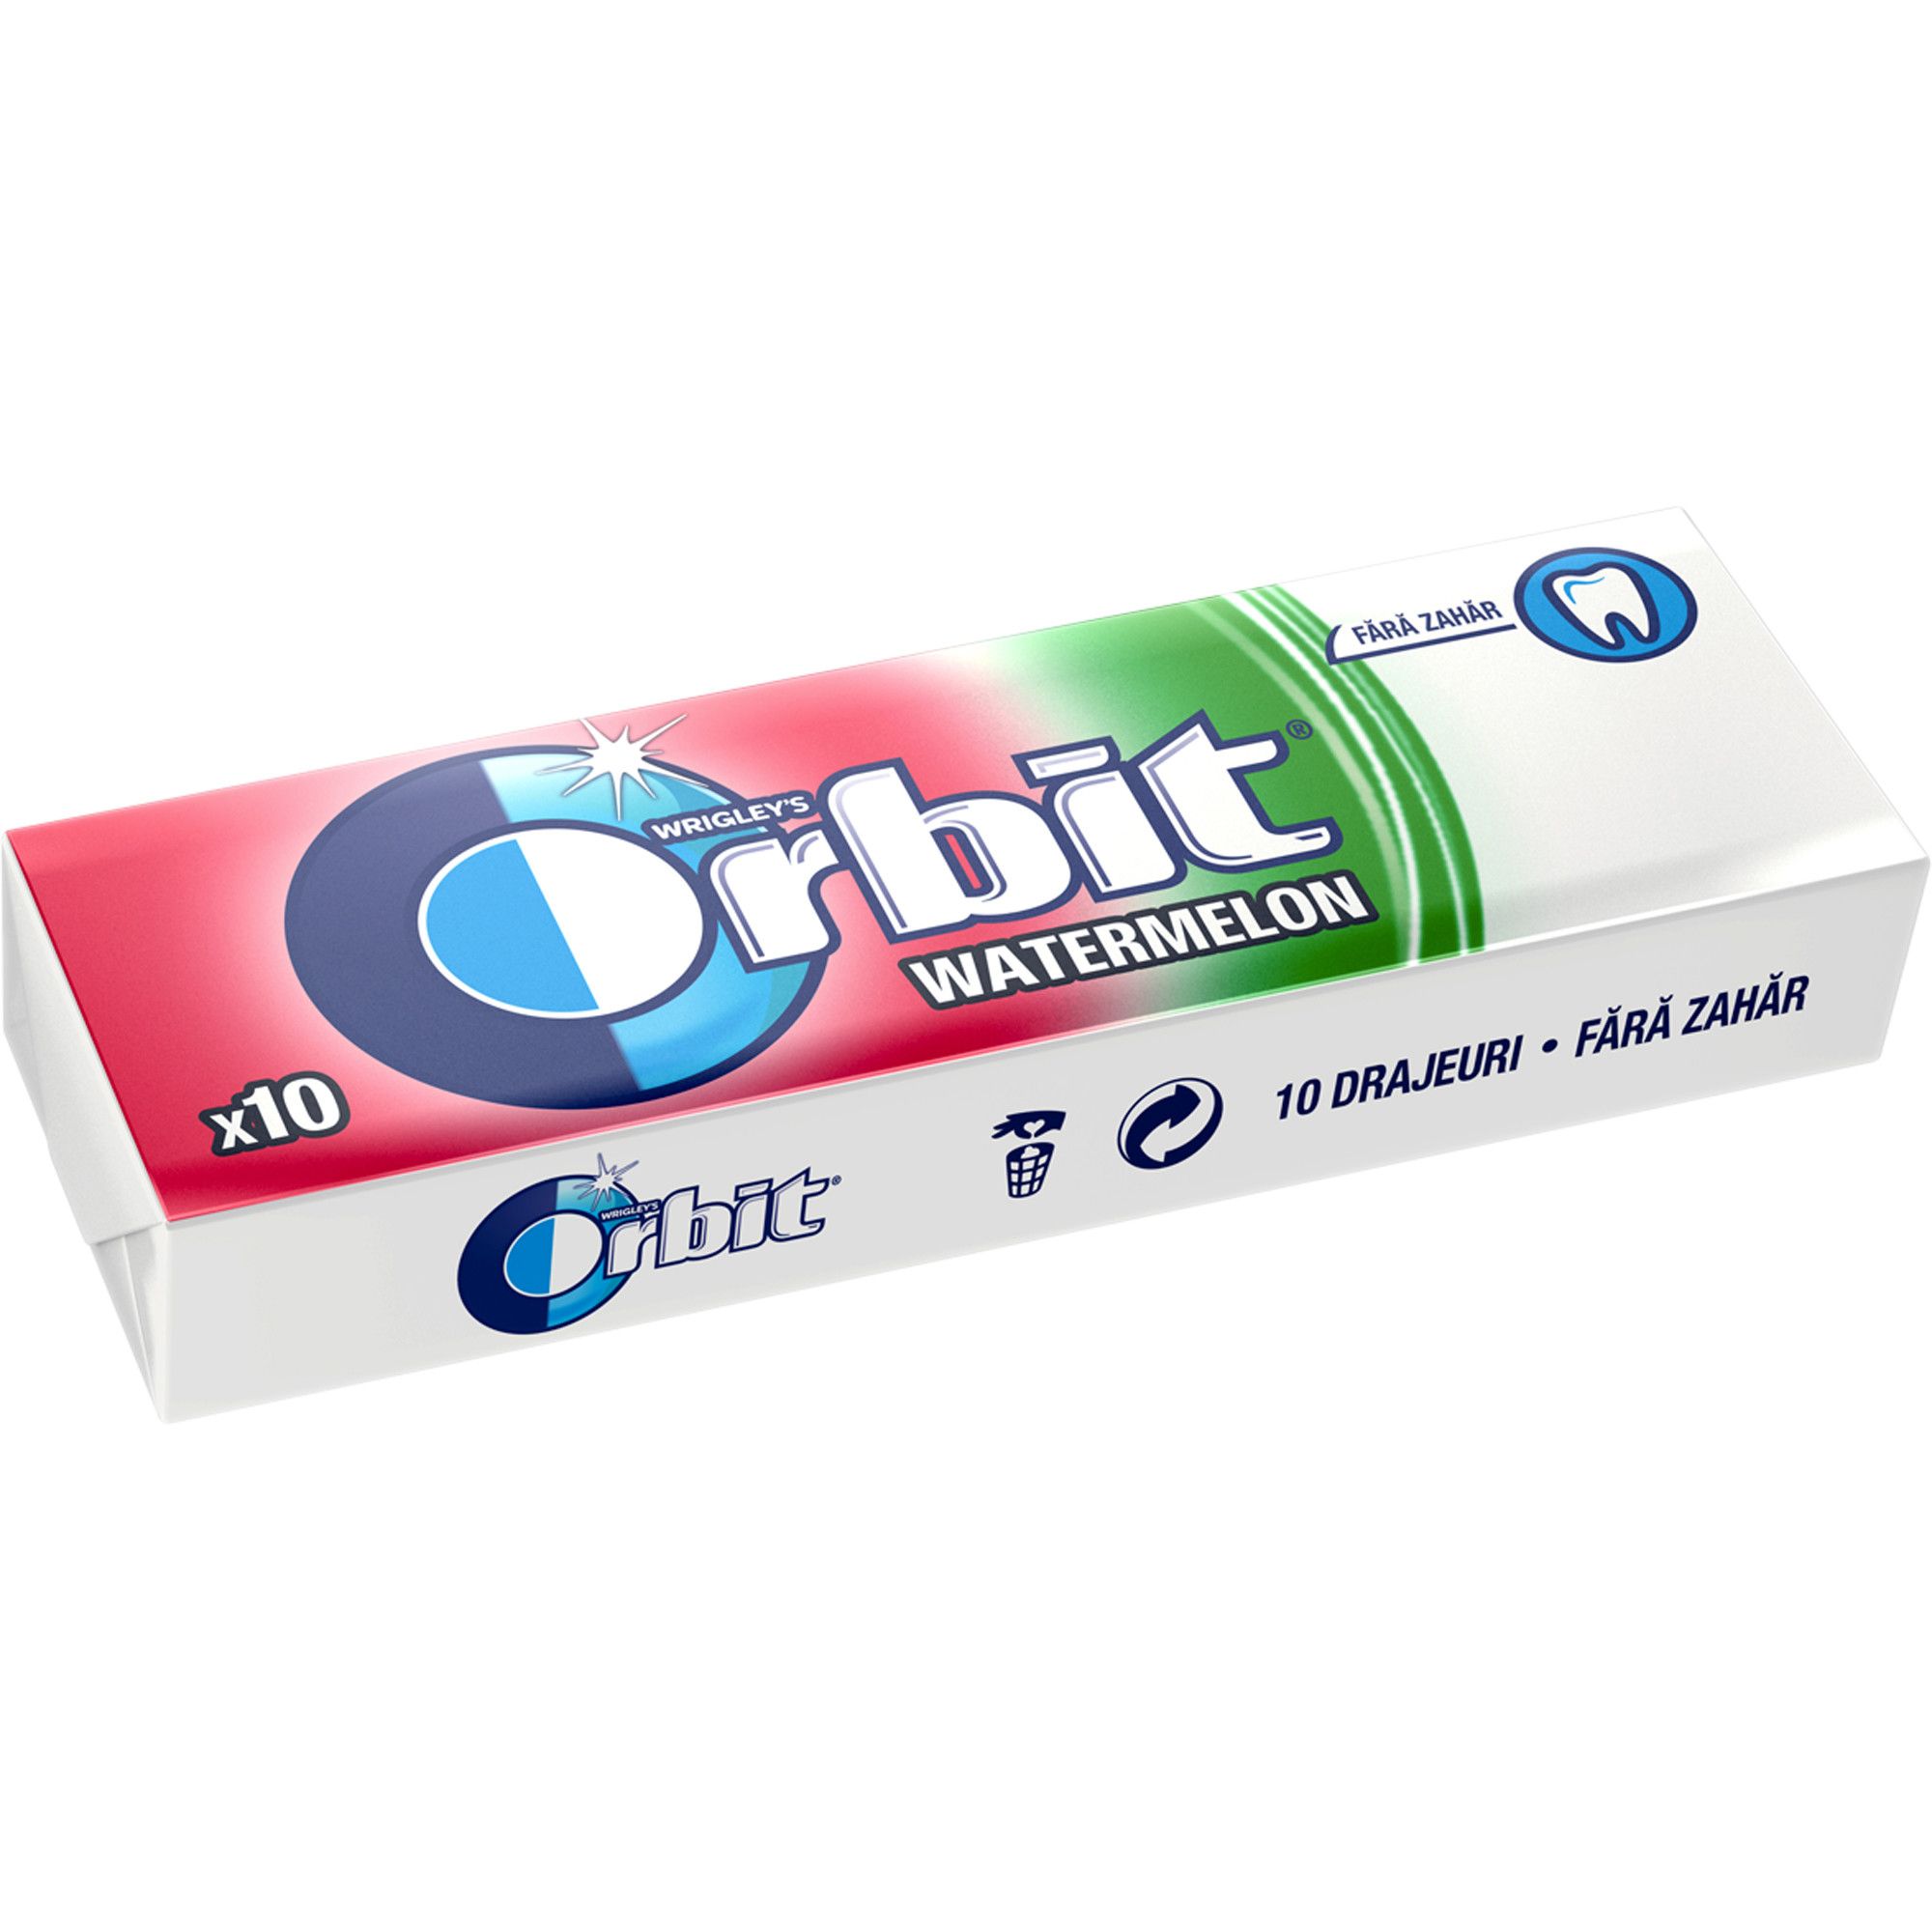 FĂRĂ ZAHĂR
WRIGLEY'S
Orbit®
WATERMELON
x10
10 DRAJEURI • FĂRĂ ZAHĂR
WRIGLEY'S
Orbit®